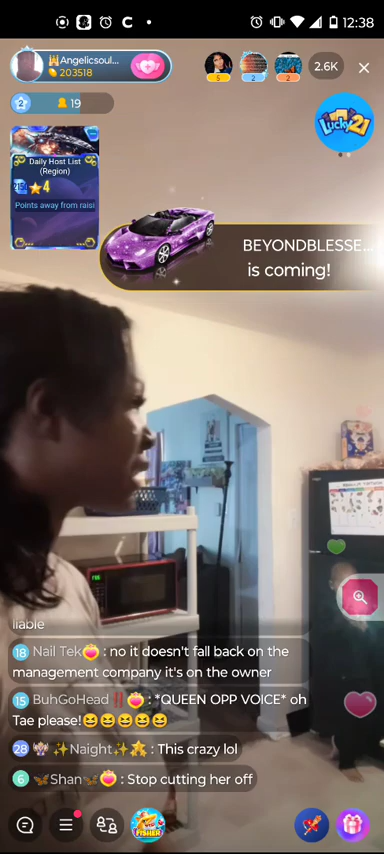 12:38
Angelicsoul...
203518
5
2
2
2.6K
2
19
Lucky21
Daily Host List
(Region)
4
Points away from raisi
BEYONDBLESSE...
is coming!
liable
18 Nail Tek : no it doesn't fall back on the
management company it's on the owner
15 BuhGoHead‼️ : *QUEEN OPP VOICE* oh
Tae please!😆😆😆😆😆
28 ✨Naight✨ : This crazy lol
6 🦋Shan🦋 : Stop cutting her off
FISHER